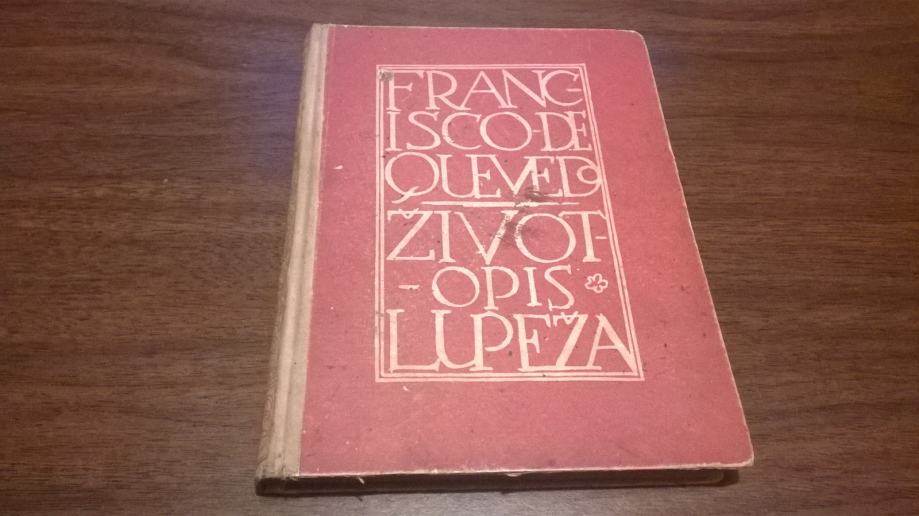 FRANC-
ISCO-DE
QUEVEDO
ŽIVOT-
-OPIS
LUPEŽA